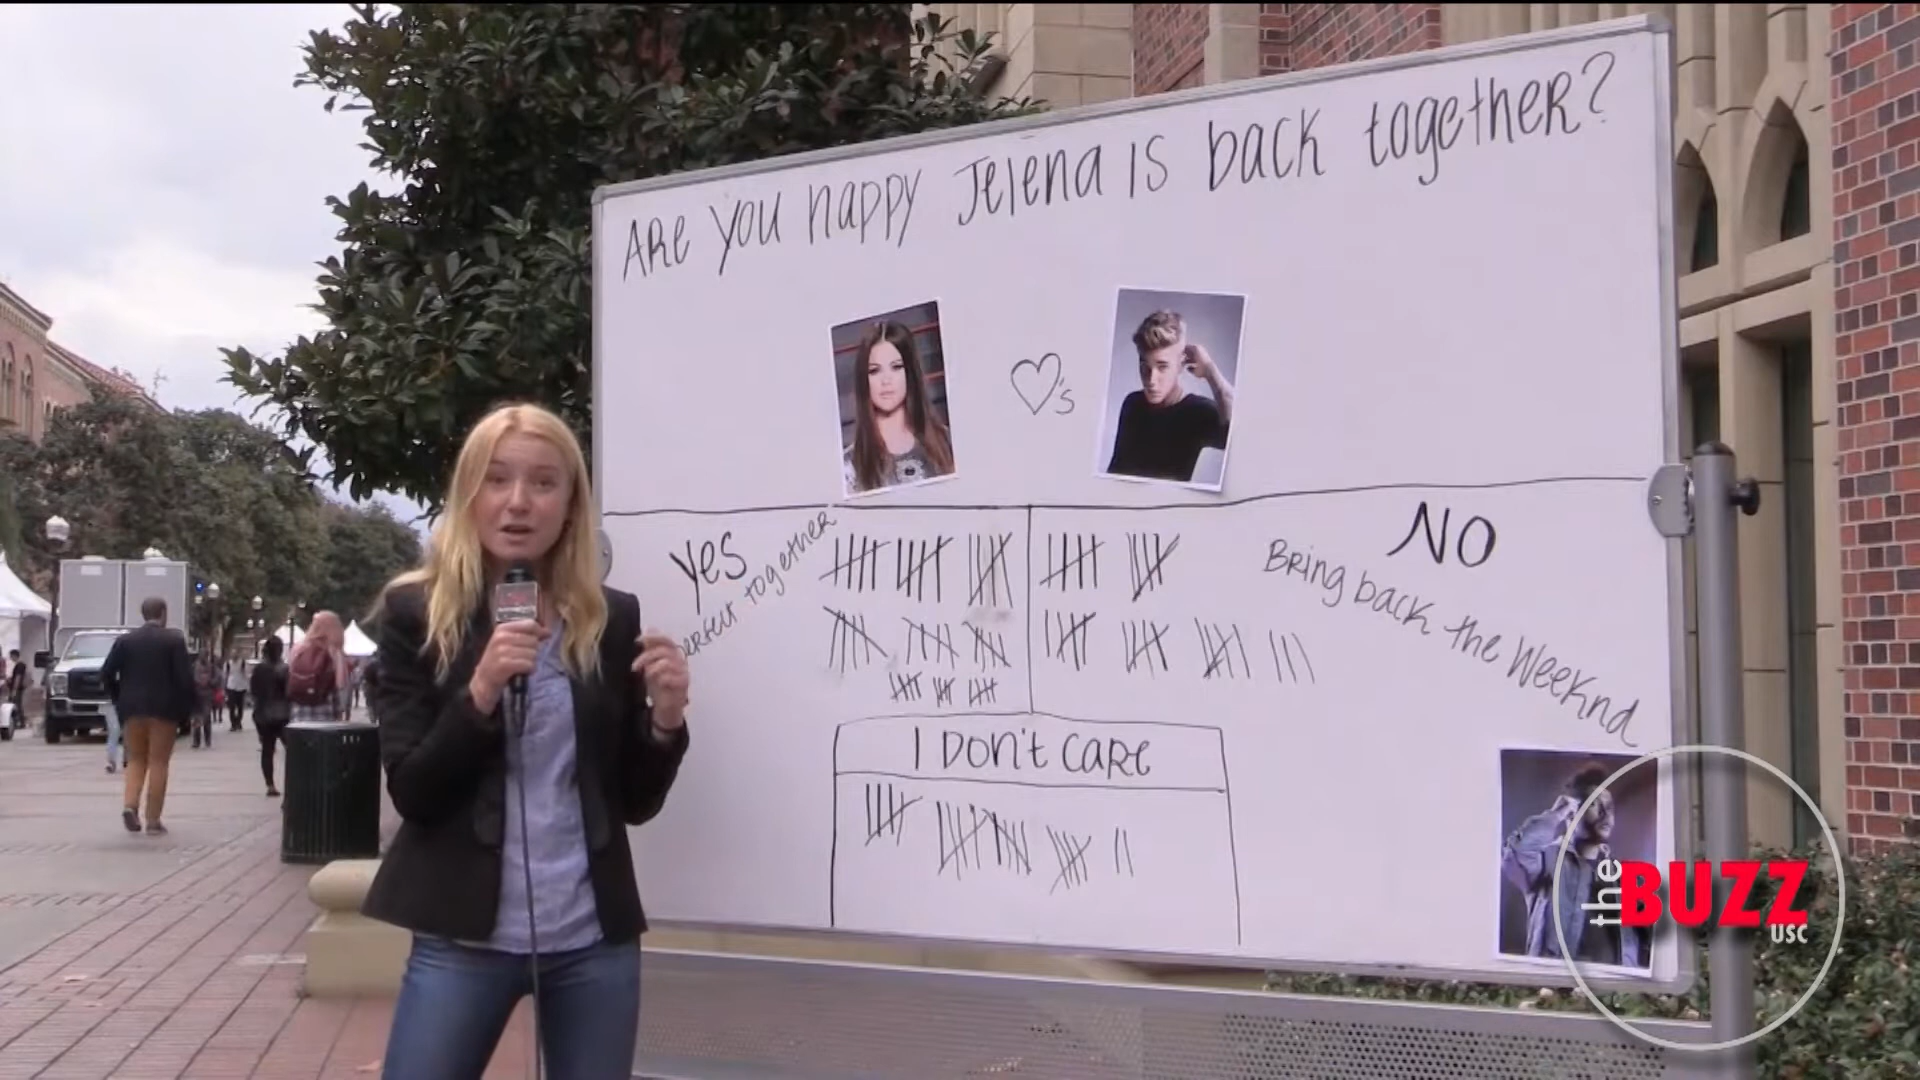 ARe you happy Jelena is back together?
♡'s
yes
perfect together
NO
Bring back the Weeknd
I DON't CARe
the
BUZZ
USC